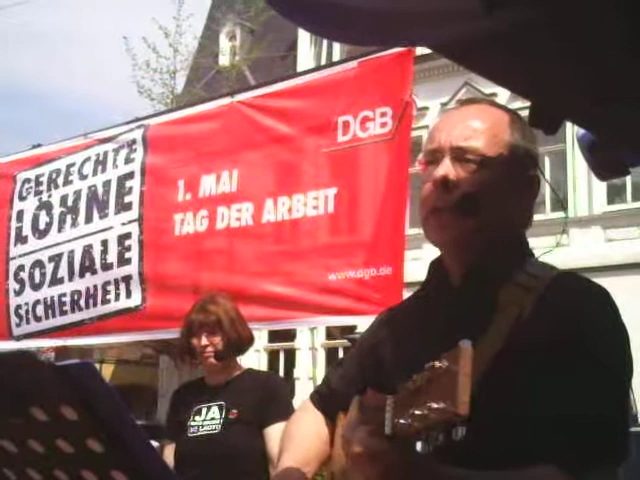 GERECHTE
LÖHNE
SOZIALE
SICHERHEIT
1. MAI
TAG DER ARBEIT
DGB
www.dgb.de
JA